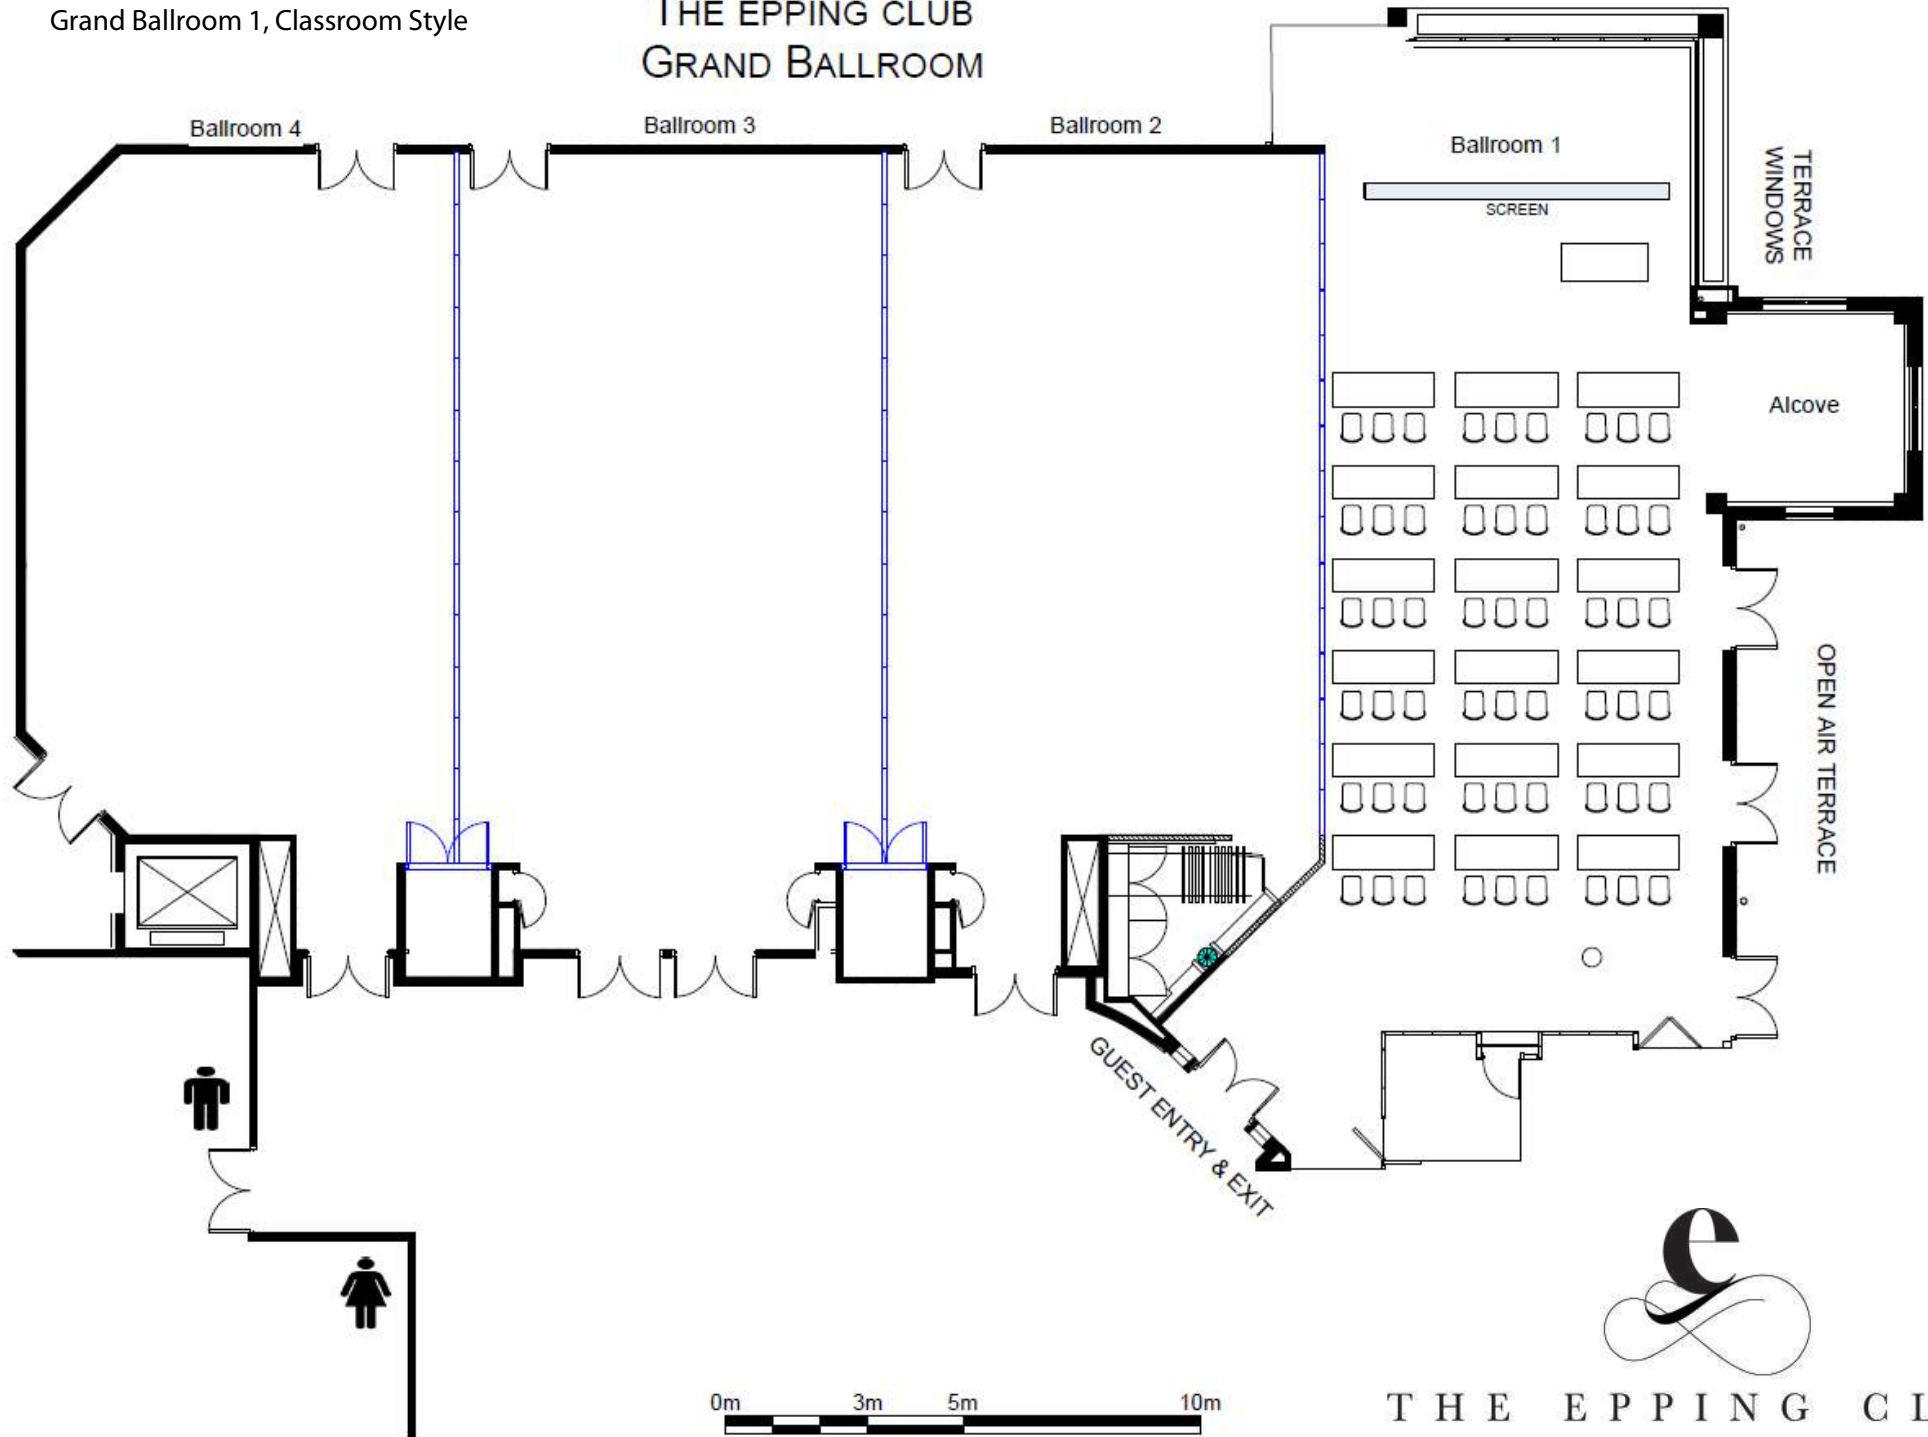 Grand Ballroom 1, Classroom Style
THE EPPING CLUB
GRAND BALLROOM
Ballroom 4
Ballroom 3
Ballroom 2
Ballroom 1
SCREEN
TERRACE
WINDOWS
Alcove
OPEN AIR TERRACE
GUEST ENTRY & EXIT
0m 3m 5m 10m
e
THE EPPING CL